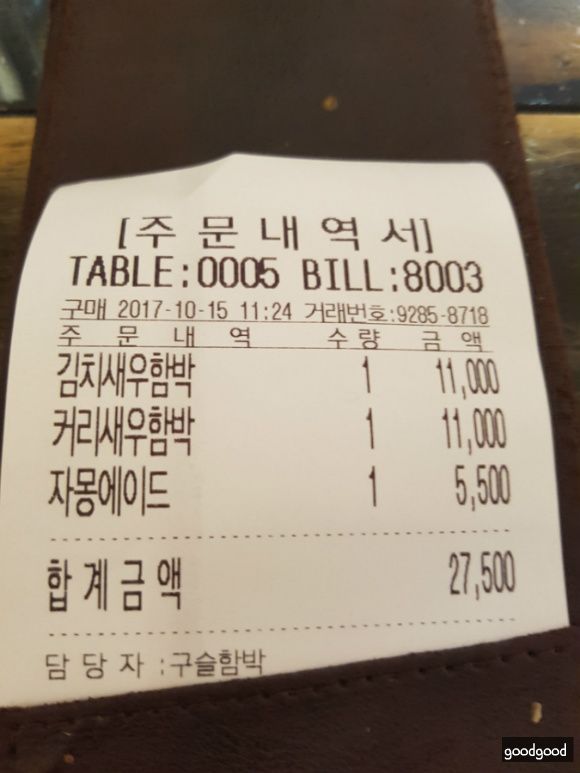 [주 문 내 역 서]
TABLE:0005 BILL:8003
구매 2017-10-15 11:24 거래번호:9285-8718
주 문 내 역 수 량 금 액
김치새우함박 1 11,000
커리새우함박 1 11,000
자몽에이드 1 5,500
합 계 금 액 27,500
담 당 자 :구슬함박
goodgood